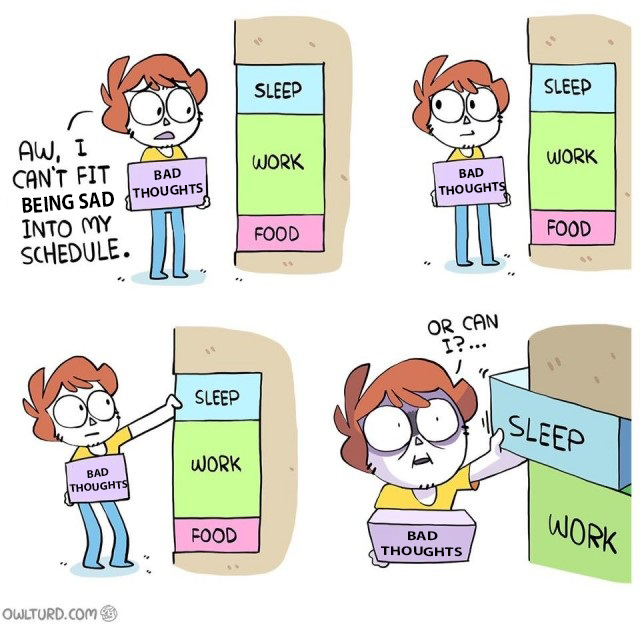 AW, I
CAN'T FIT
BEING SAD
INTO MY
SCHEDULE.
BAD
THOUGHTS
SLEEP
WORK
FOOD
BAD
THOUGHTS
SLEEP
WORK
FOOD
BAD
THOUGHTS
SLEEP
WORK
FOOD
OR CAN
I?...
BAD
THOUGHTS
SLEEP
WORK
OWLTURD.COM